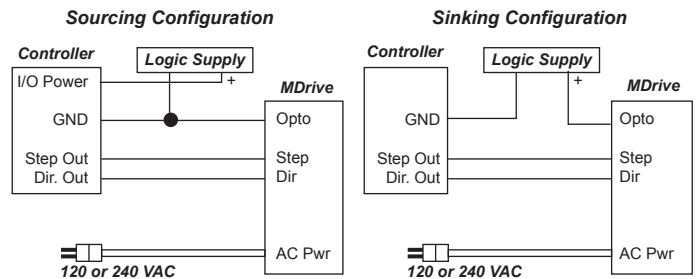 Sourcing Configuration
Controller
Logic Supply
I/O Power
+
MDrive
GND
Opto
Step Out
Step
Dir. Out
Dir
AC Pwr
120 or 240 VAC
Sinking Configuration
Controller
Logic Supply
+
MDrive
GND
Opto
Step Out
Step
Dir. Out
Dir
AC Pwr
120 or 240 VAC